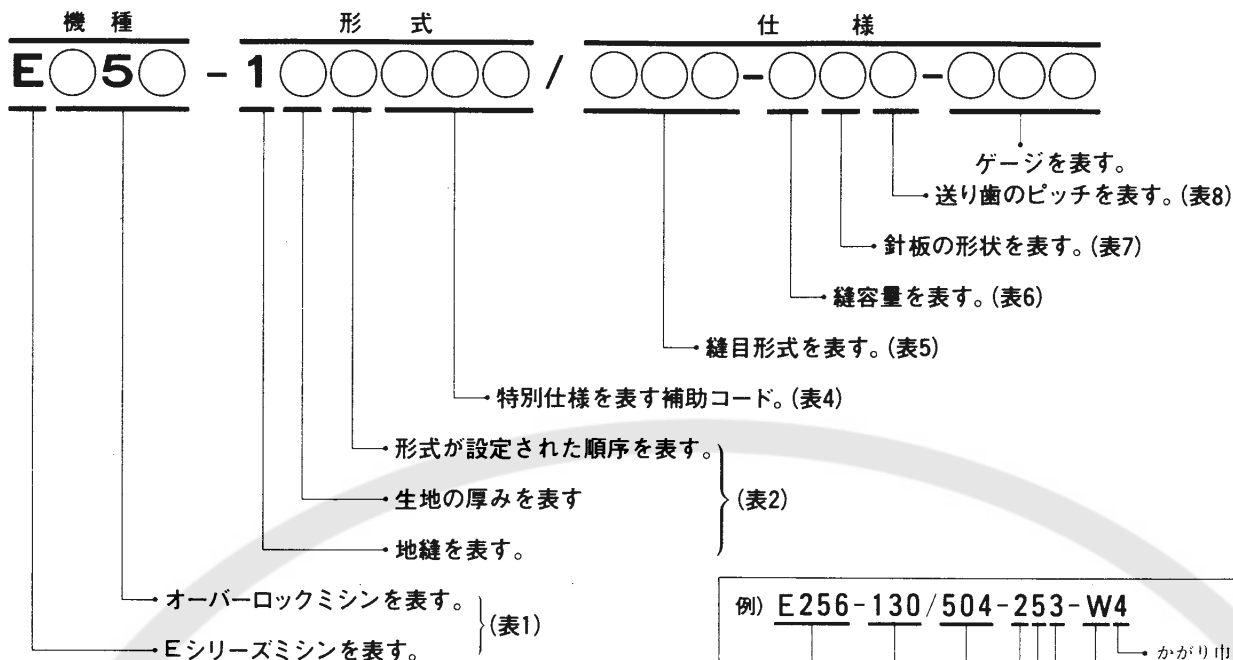 機種 形式 仕様
E○5○-1○○○○○/○○○-○○○-○○○
ゲージを表す。
送り歯のピッチを表す。(表8)
針板の形状を表す。(表7)
縫容量を表す。(表6)
縫目形式を表す。(表5)
特別仕様を表す補助コード。(表4)
形式が設定された順序を表す。
生地の厚みを表す
(表2)
地縫を表す。
オーバーロックミシンを表す。
(表1)
Eシリーズミシンを表す。
例) E256-130/504-253-W4
かがり巾